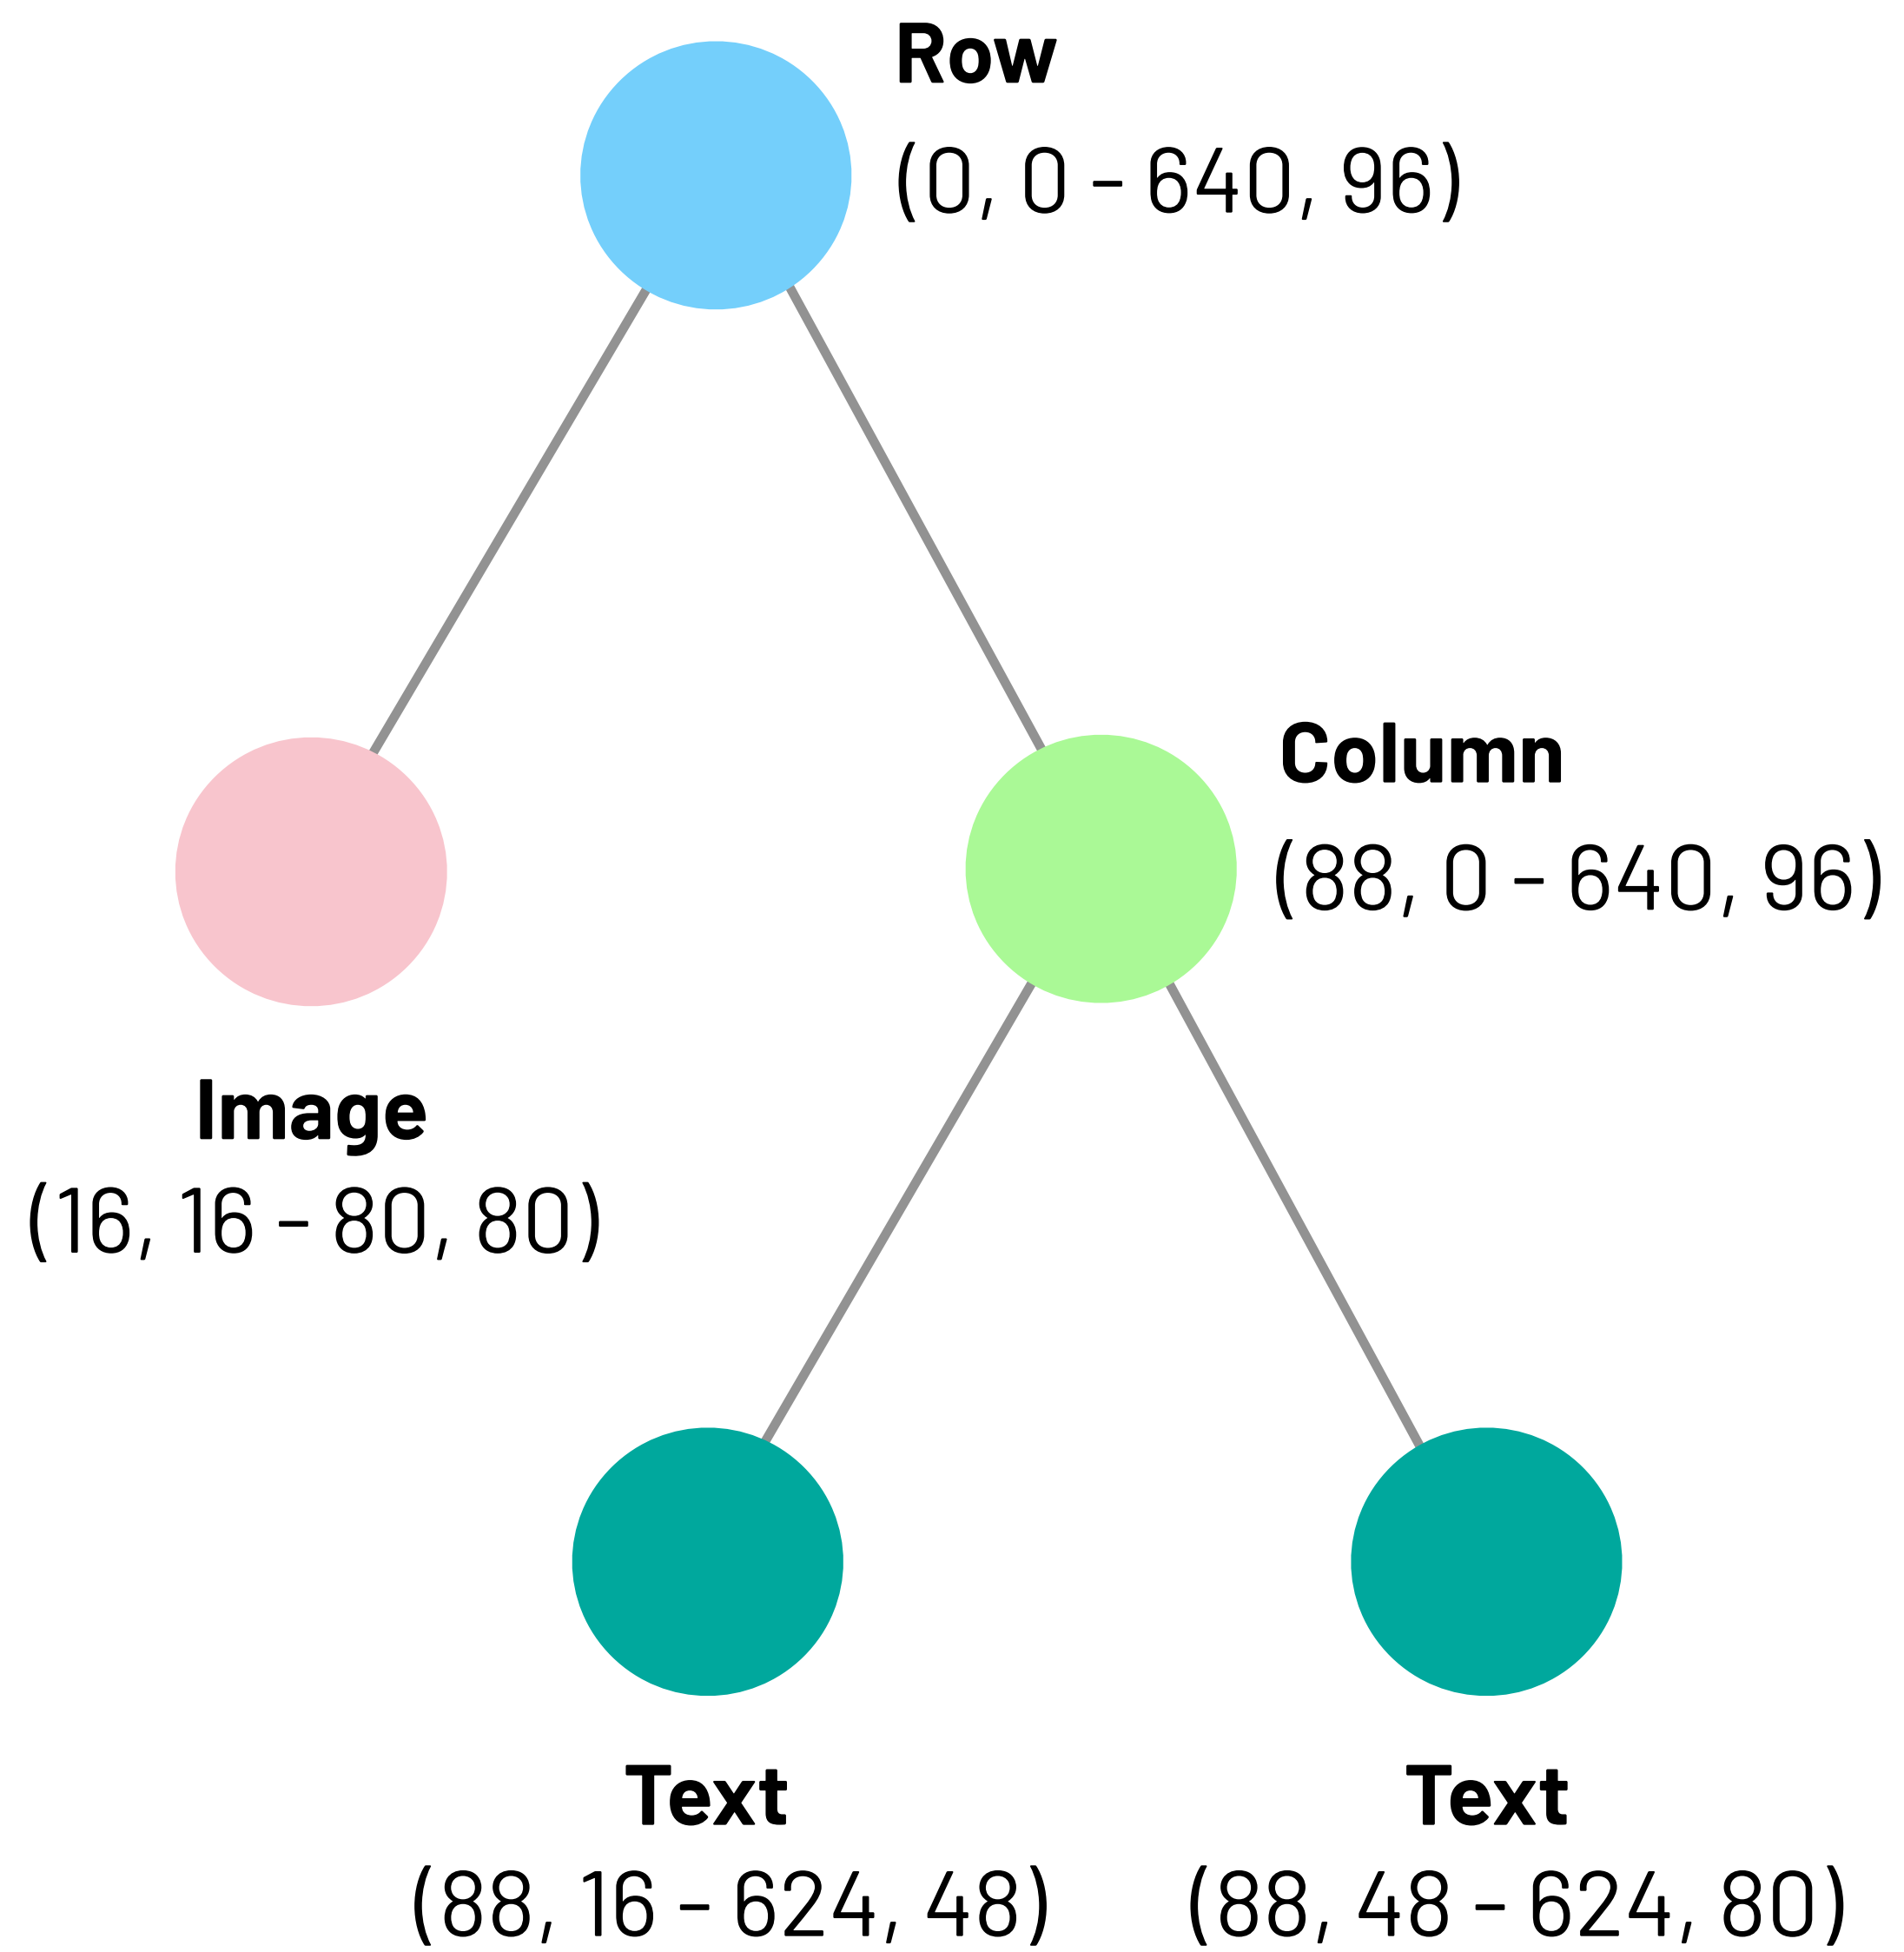 Row
(0, 0 – 640, 96)
Column
(88, 0 – 640, 96)
Image
(16, 16 – 80, 80)
Text
(88, 16 – 624, 48)
Text
(88, 48 – 624, 80)